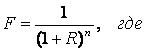 F = 1 / (1 + R)^n, где